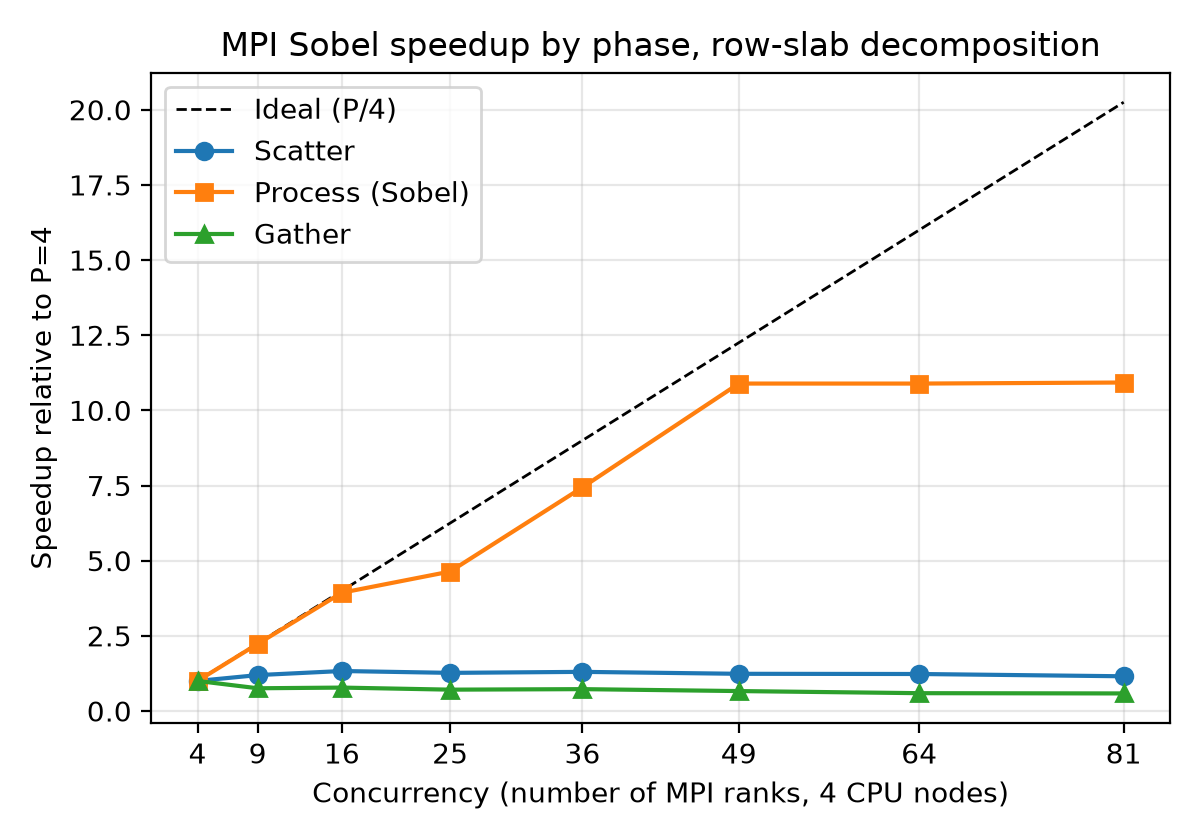 MPI Sobel speedup by phase, row-slab decomposition
Ideal (P/4)
Scatter
Process (Sobel)
Gather
Speedup relative to P=4
20.0
17.5
15.0
12.5
10.0
7.5
5.0
2.5
0.0
4 9 16 25 36 49 64 81
Concurrency (number of MPI ranks, 4 CPU nodes)